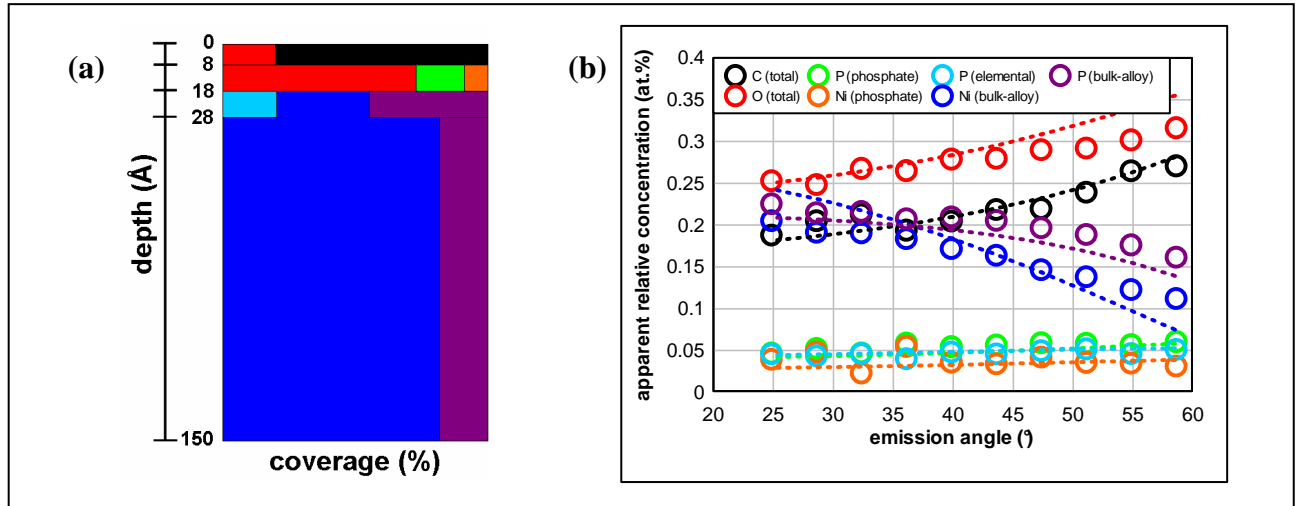 (a)
depth (Å)
0
8
18
28
150
coverage (%)
(b)
apparent relative concentration (at.%)
0.4
0.35
0.3
0.25
0.2
0.15
0.1
0.05
0
C (total) P (phosphate) P (elemental) P (bulk-alloy)
O (total) Ni (phosphate) Ni (bulk-alloy)
20 25 30 35 40 45 50 55 60
emission angle (°)